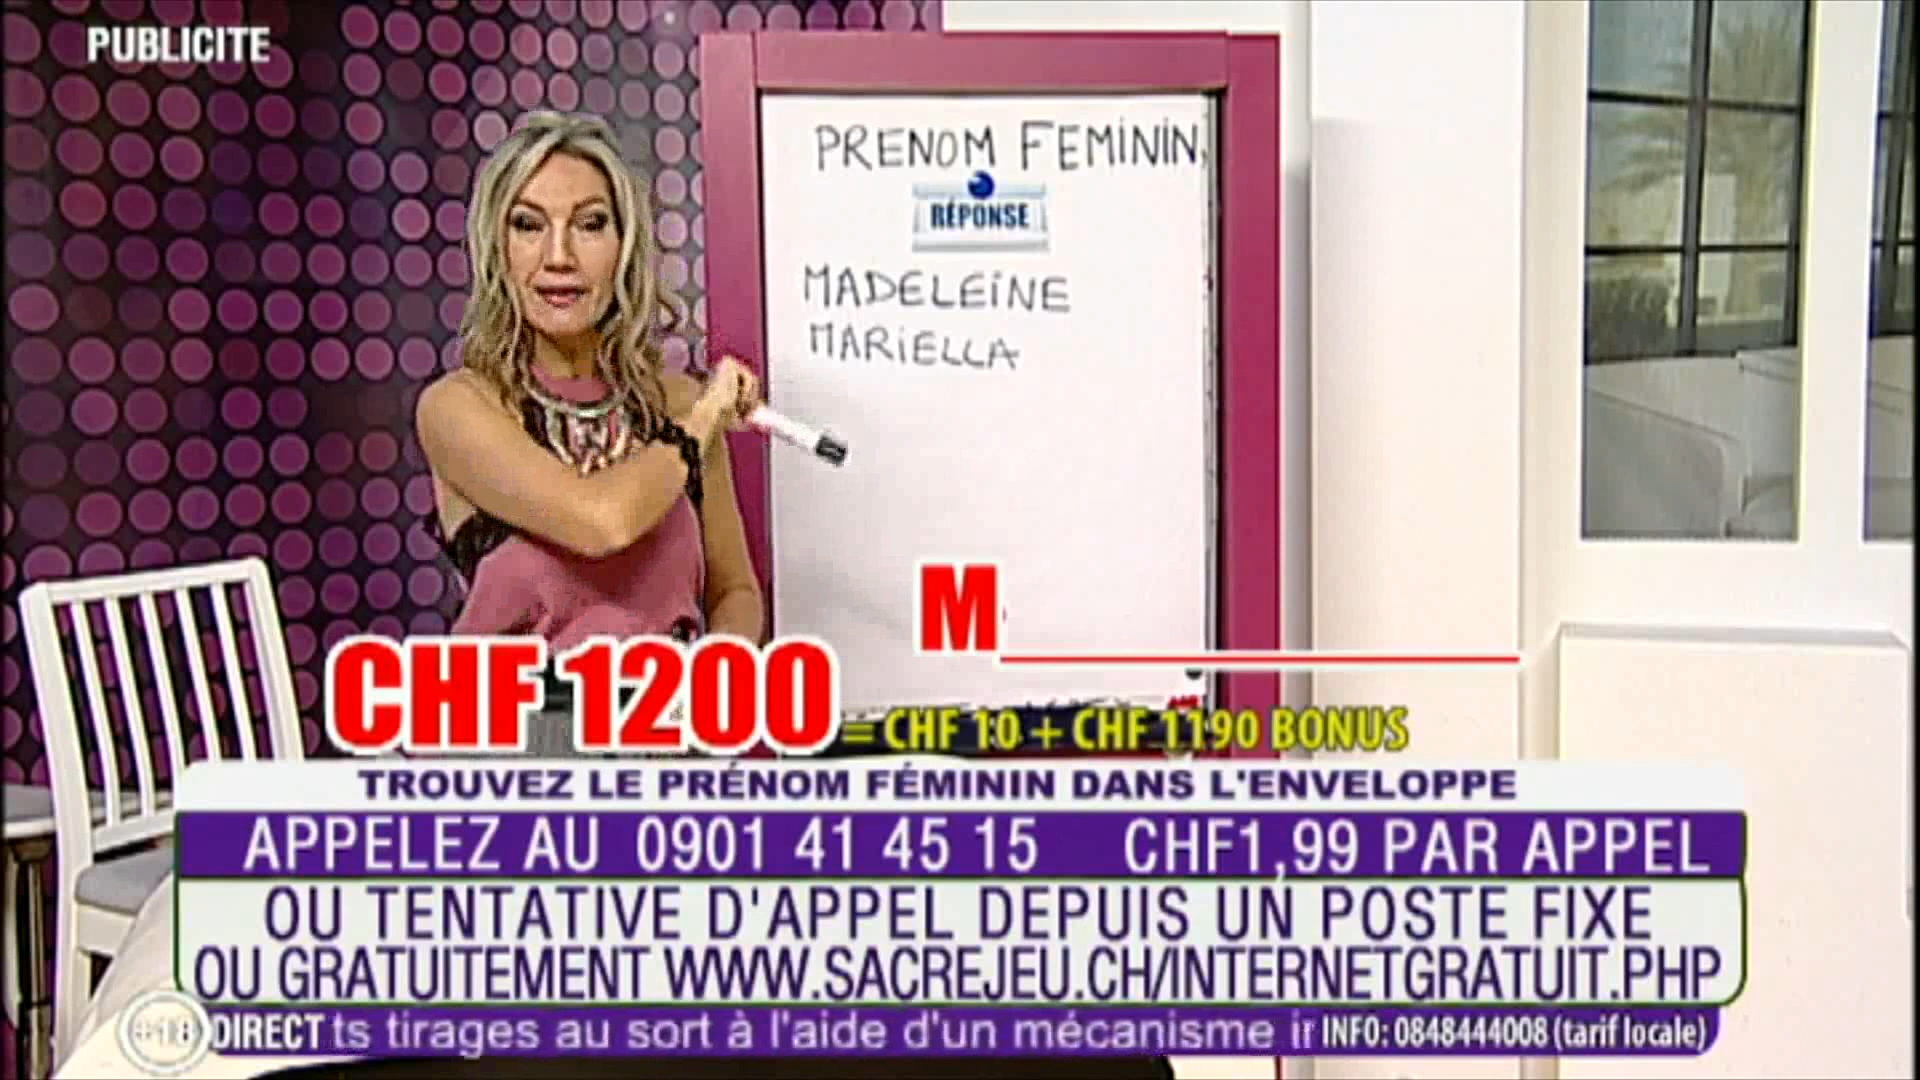 PUBLICITE
PRENOM FEMININ
RÉPONSE
MADELEINE
MARIELLA
M
CHF 1200 = CHF 10 + CHF 1190 BONUS
TROUVEZ LE PRÉNOM FÉMININ DANS L'ENVELOPPE
APPELEZ AU 0901 41 45 15 CHF1,99 PAR APPEL
OU TENTATIVE D'APPEL DEPUIS UN POSTE FIXE
OU GRATUITEMENT WWW.SACREJEU.CH/INTERNETGRATUIT.PHP
+18 DIRECT ts tirages au sort à l'aide d'un mécanisme ir INFO: 0848444008 (tarif locale)